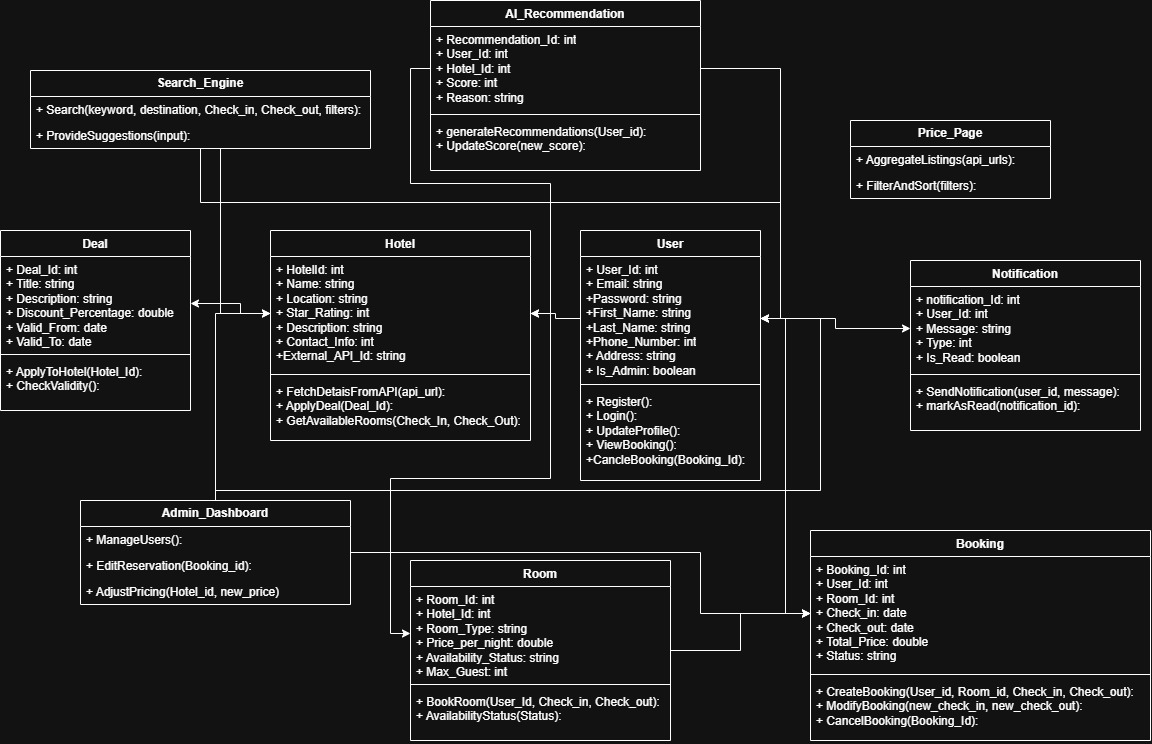 AI_Recommendation
+ Recommendation_Id: int
+ User_Id: int
+ Hotel_Id: int
+ Score: int
+ Reason: string
+ generateRecommendations(User_id):
+ UpdateScore(new_score):
Search_Engine
+ Search(keyword, destination, Check_in, Check_out, filters):
+ ProvideSuggestions(input):
Price_Page
+ AggregateListings(api_urls):
+ FilterAndSort(filters):
Deal
+ Deal_Id: int
+ Title: string
+ Description: string
+ Discount_Percentage: double
+ Valid_From: date
+ Valid_To: date
+ ApplyToHotel(Hotel_Id):
+ CheckValidity():
Hotel
+ HotelId: int
+ Name: string
+ Location: string
+ Star_Rating: int
+ Description: string
+ Contact_Info: int
+External_API_Id: string
+ FetchDetaisFromAPI(api_url):
+ ApplyDeal(Deal_Id):
+ GetAvailableRooms(Check_In, Check_Out):
User
+ User_Id: int
+ Email: string
+Password: string
+First_Name: string
+Last_Name: string
+Phone_Number: int
+ Address: string
+ Is_Admin: boolean
+ Register():
+ Login():
+ UpdateProfile():
+ ViewBooking():
+CancleBooking(Booking_Id):
Notification
+ notification_Id: int
+ User_Id: int
+ Message: string
+ Type: int
+ Is_Read: boolean
+ SendNotification(user_id, message):
+ markAsRead(notification_id):
Admin_Dashboard
+ ManageUsers():
+ EditReservation(Booking_id):
+ AdjustPricing(Hotel_id, new_price)
Room
+ Room_Id: int
+ Hotel_Id: int
+ Room_Type: string
+ Price_per_night: double
+ Availability_Status: string
+ Max_Guest: int
+ BookRoom(User_Id, Check_in, Check_out):
+ AvailabilityStatus(Status):
Booking
+ Booking_Id: int
+ User_Id: int
+ Room_Id: int
+ Check_in: date
+ Check_out: date
+ Total_Price: double
+ Status: string
+ CreateBooking(User_id, Room_id, Check_in, Check_out):
+ ModifyBooking(new_check_in, new_check_out):
+ CancelBooking(Booking_Id):